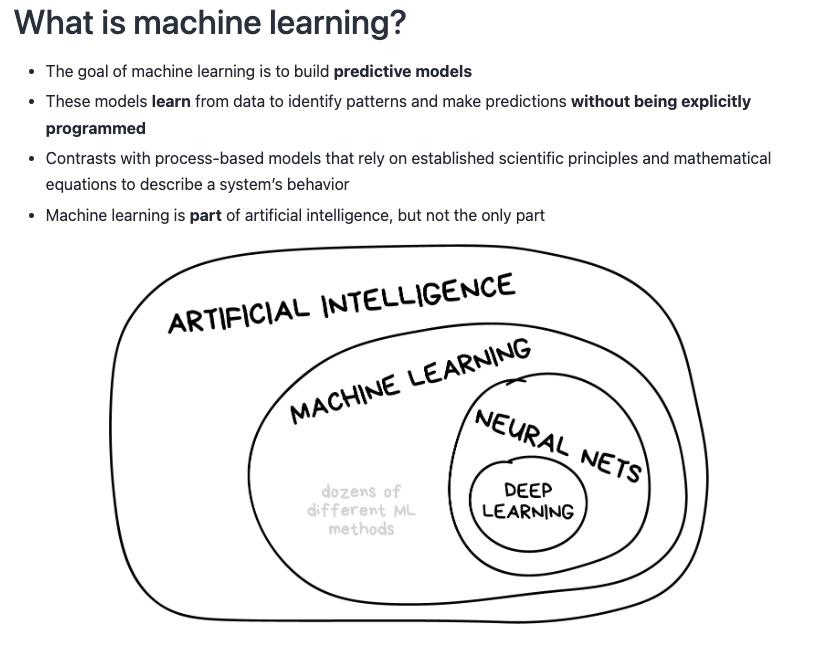 What is machine learning?
• The goal of machine learning is to build predictive models
• These models learn from data to identify patterns and make predictions without being explicitly
programmed
• Contrasts with process-based models that rely on established scientific principles and mathematical
equations to describe a system's behavior
• Machine learning is part of artificial intelligence, but not the only part
ARTIFICIAL INTELLIGENCE
MACHINE LEARNING
NEURAL NETS
DEEP
LEARNING
dozens of
different ML
methods